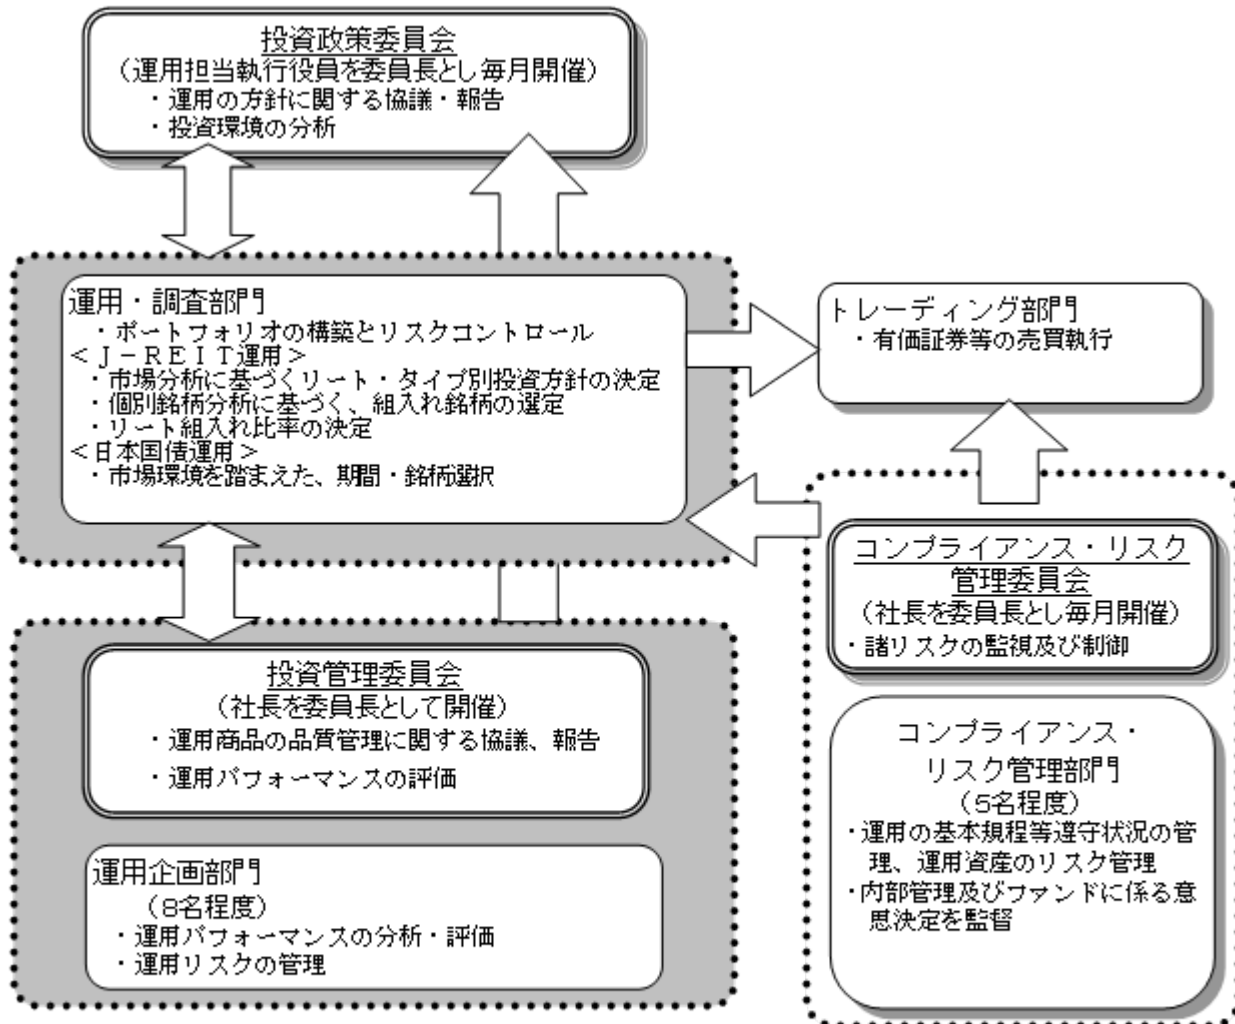 投資政策委員会
（運用担当執行役員を委員長とし毎月開催）
・運用の方針に関する協議・報告
・投資環境の分析
運用・調査部門
・ポートフォリオの構築とリスクコントロール
＜Ｊ－ＲＥＩＴ運用＞
・市場分析に基づくリート・タイプ別投資方針の決定
・個別銘柄分析に基づく、組入れ銘柄の選定
・リート組入れ比率の決定
＜日本国債運用＞
・市場環境を踏まえた、期間・銘柄選択
トレーディング部門
・有価証券等の売買執行
投資管理委員会
（社長を委員長として開催）
・運用商品の品質管理に関する協議、報告
・運用パフォーマンスの評価
運用企画部門
（８名程度）
・運用パフォーマンスの分析・評価
・運用リスクの管理
コンプライアンス・リスク
管理委員会
（社長を委員長とし毎月開催）
・諸リスクの監視及び制御
コンプライアンス・
リスク管理部門
（５名程度）
・運用の基本規程等遵守状況の管
理、運用資産のリスク管理
・内部管理及びファンドに係る意
思決定を監督